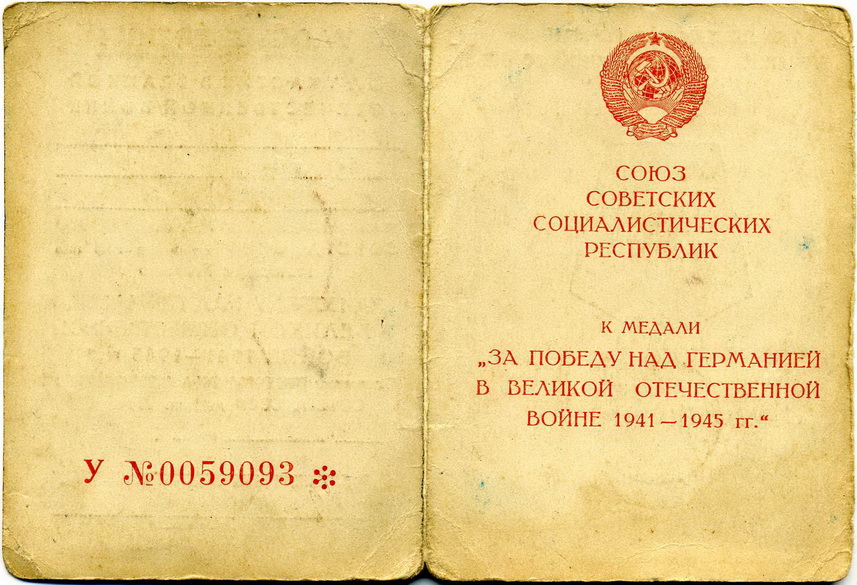 У №0059093
СОЮЗ
СОВЕТСКИХ
СОЦИАЛИСТИЧЕСКИХ
РЕСПУБЛИК
К МЕДАЛИ
„ЗА ПОБЕДУ НАД ГЕРМАНИЕЙ
В ВЕЛИКОЙ ОТЕЧЕСТВЕННОЙ
ВОЙНЕ 1941—1945 гг.“